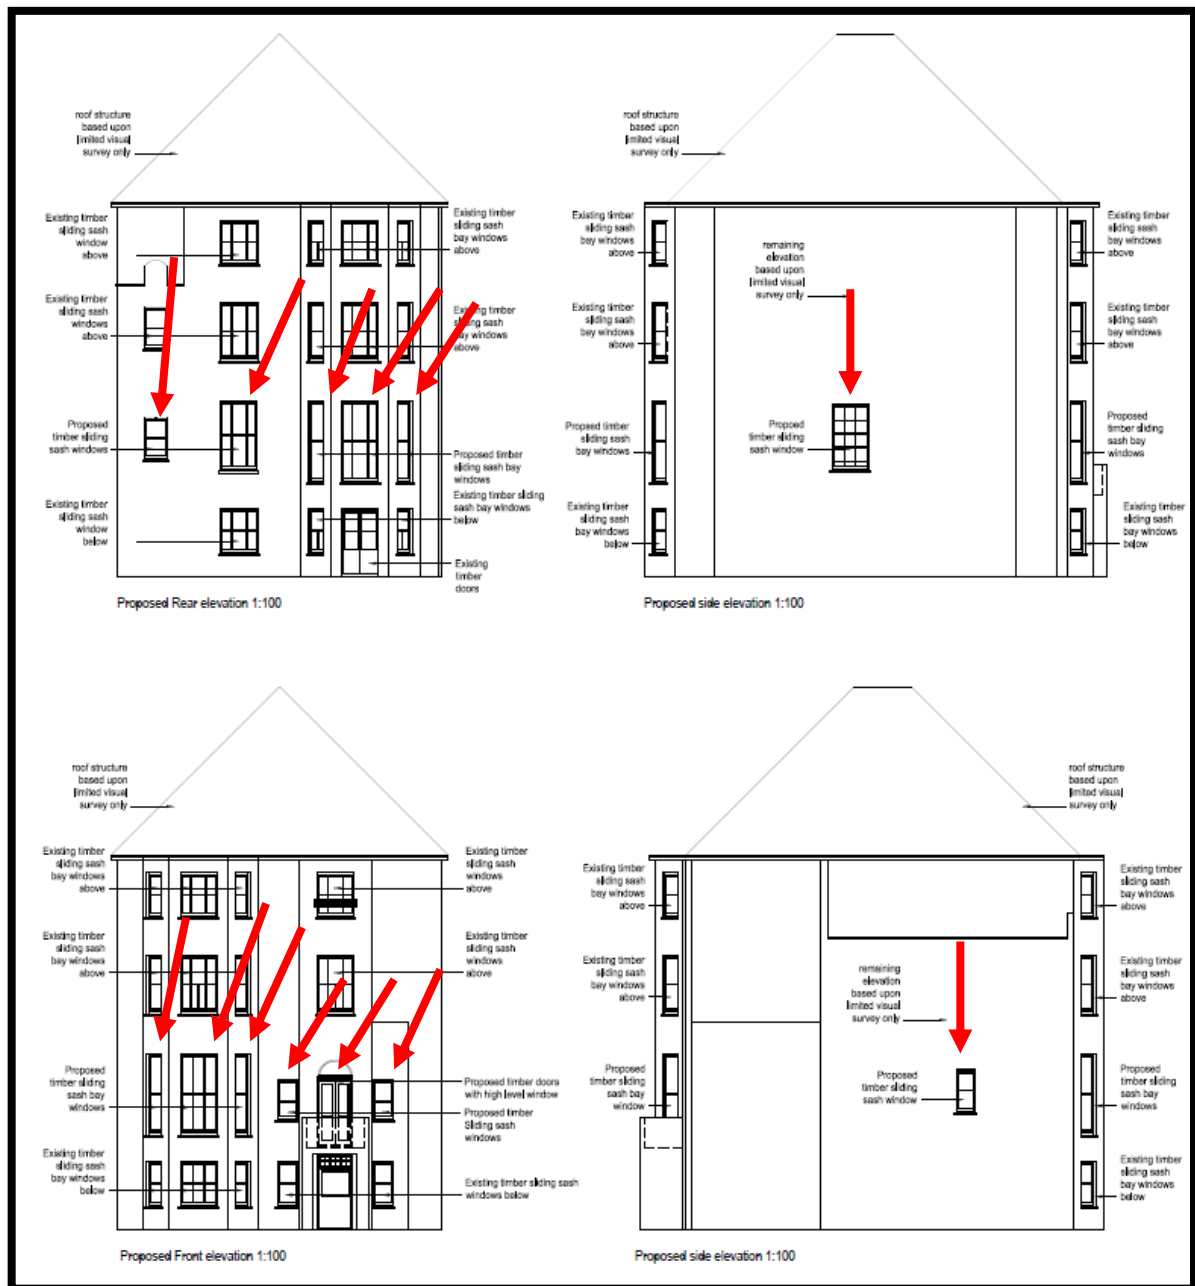 roof structure
based upon
limited visual
survey only
Existing timber
sliding sash
window
above
Existing timber
sliding sash
windows
above
Proposed
timber sliding
sash windows
Existing timber
sliding sash
window
below
Existing timber
sliding sash
bay windows
above
Existing timber
sliding sash
bay windows
above
Proposed timber
sliding sash bay
windows
Existing timber sliding
sash bay windows
below
Existing
timber
doors
Proposed Rear elevation 1:100
roof structure
based upon
limited visual
survey only
Existing timber
sliding sash
bay windows
above
Existing timber
sliding sash
bay windows
above
Proposed timber
sliding sash
bay windows
Existing timber
sliding sash
bay windows
below
remaining
elevation
based upon
limited visual
survey only
Proposed
timber sliding
sash window
Existing timber
sliding sash
bay windows
above
Existing timber
sliding sash
bay windows
above
Proposed
timber sliding
sash bay
windows
Existing timber
sliding sash
bay windows
below
Proposed side elevation 1:100
roof structure
based upon
limited visual
survey only
Existing timber
sliding sash
bay windows
above
Existing timber
sliding sash
bay windows
above
Proposed
timber sliding
sash bay
windows
Existing timber
sliding sash
bay windows
below
Existing timber
sliding sash
windows
above
Existing timber
sliding sash
windows
above
Proposed timber doors
with high level window
Proposed timber
Sliding sash
windows
Existing timber sliding sash
windows below
Proposed Front elevation 1:100
roof structure
based upon
limited visual
survey only
Existing timber
sliding sash
bay windows
above
Existing timber
sliding sash
bay windows
above
Proposed
timber sliding
sash bay
window
remaining
elevation
based upon
limited visual
survey only
Proposed
timber sliding
sash window
Existing timber
sliding sash
bay windows
above
Existing timber
sliding sash
bay windows
above
Proposed
timber sliding
sash bay
windows
Existing timber
sliding sash
bay windows
below
Proposed side elevation 1:100